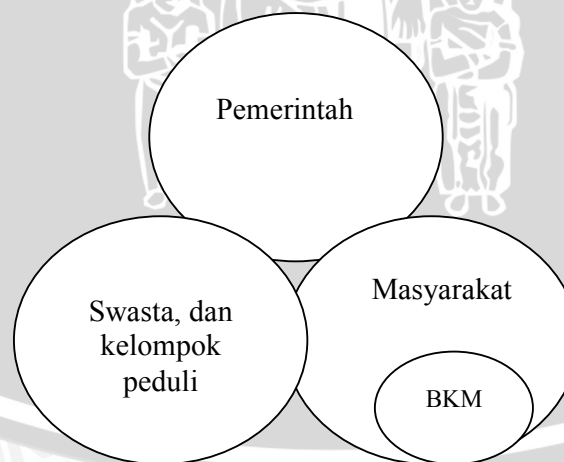 Pemerintah
Swasta, dan
kelompok
peduli
Masyarakat
BKM